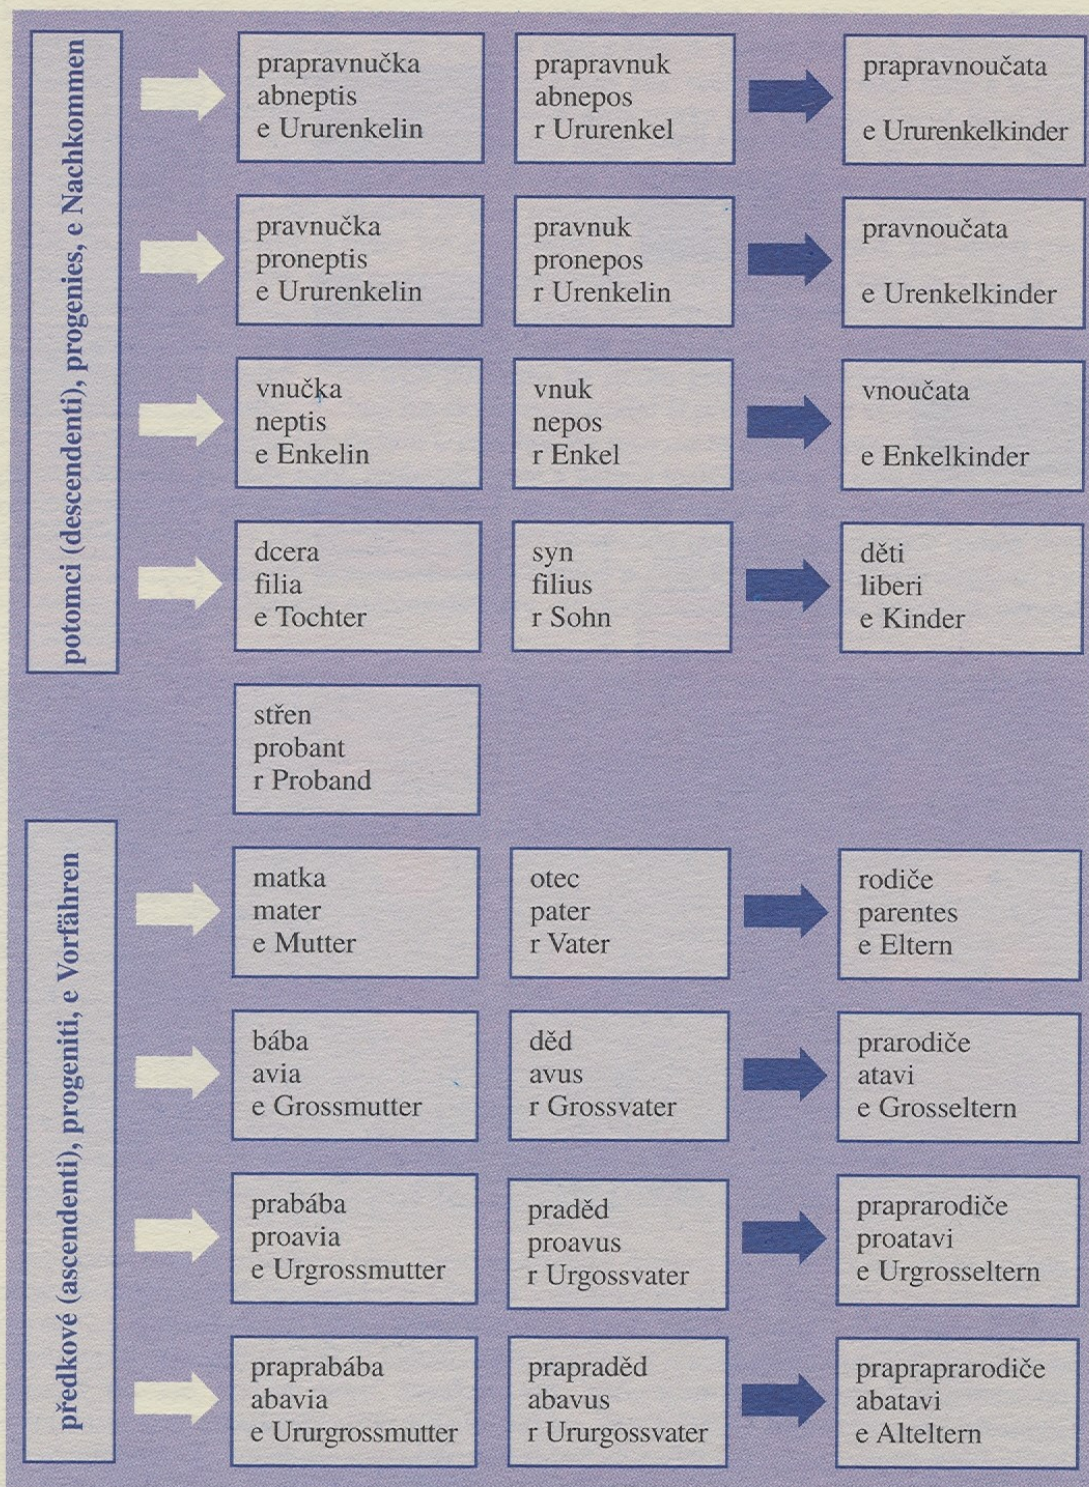 potomci (descendenti), progenies, e Nachkommen
prapravnučka
abneptis
e Ururenkelin
prapravnuk
abnepos
r Ururenkel
prapravnoučata
e Ururenkelkinder
pravnučka
proneptis
e Ururenkelin
pravnuk
pronepos
r Urenkelin
pravnoučata
e Urenkelkinder
vnučka
neptis
e Enkelin
vnuk
nepos
r Enkel
vnoučata
e Enkelkinder
dcera
filia
e Tochter
syn
filius
r Sohn
děti
liberi
e Kinder
střen
probant
r Proband
předkové (ascendenti), progeniti, e Vorfähren
matka
mater
e Mutter
otec
pater
r Vater
rodiče
parentes
e Eltern
bába
avia
e Grossmutter
děd
avus
r Grossvater
prarodiče
atavi
e Grosseltern
prabába
proavia
e Urgrossmutter
praděd
proavus
r Urgossvater
praprarodiče
proatavi
e Urgrosseltern
praprabába
abavia
e Ururgrossmutter
prapraděd
abavus
r Ururgossvater
prapraprarodiče
abatavi
e Alteltern